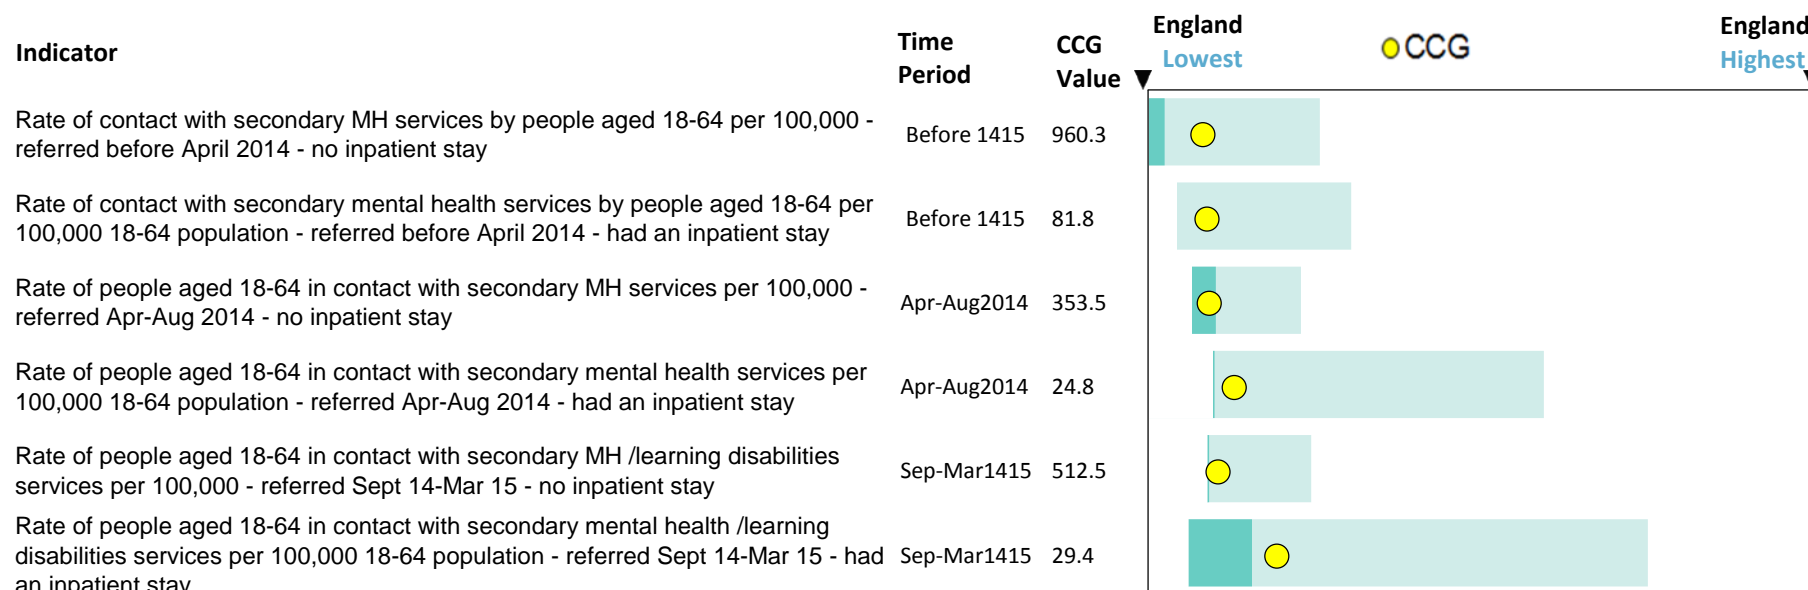 Indicator
Time
Period
CCG
Value
England
Lowest
CCG
England
Highest
Rate of contact with secondary MH services by people aged 18-64 per 100,000 -
referred before April 2014 - no inpatient stay
Before 1415
960.3
Rate of contact with secondary mental health services by people aged 18-64 per
100,000 18-64 population - referred before April 2014 - had an inpatient stay
Before 1415
81.8
Rate of people aged 18-64 in contact with secondary MH services per 100,000 -
referred Apr-Aug 2014 - no inpatient stay
Apr-Aug2014
353.5
Rate of people aged 18-64 in contact with secondary mental health services per
100,000 18-64 population - referred Apr-Aug 2014 - had an inpatient stay
Apr-Aug2014
24.8
Rate of people aged 18-64 in contact with secondary MH /learning disabilities
services per 100,000 - referred Sept 14-Mar 15 - no inpatient stay
Sep-Mar1415
512.5
Rate of people aged 18-64 in contact with secondary mental health /learning
disabilities services per 100,000 18-64 population - referred Sept 14-Mar 15 - had
an inpatient stay
Sep-Mar1415
29.4